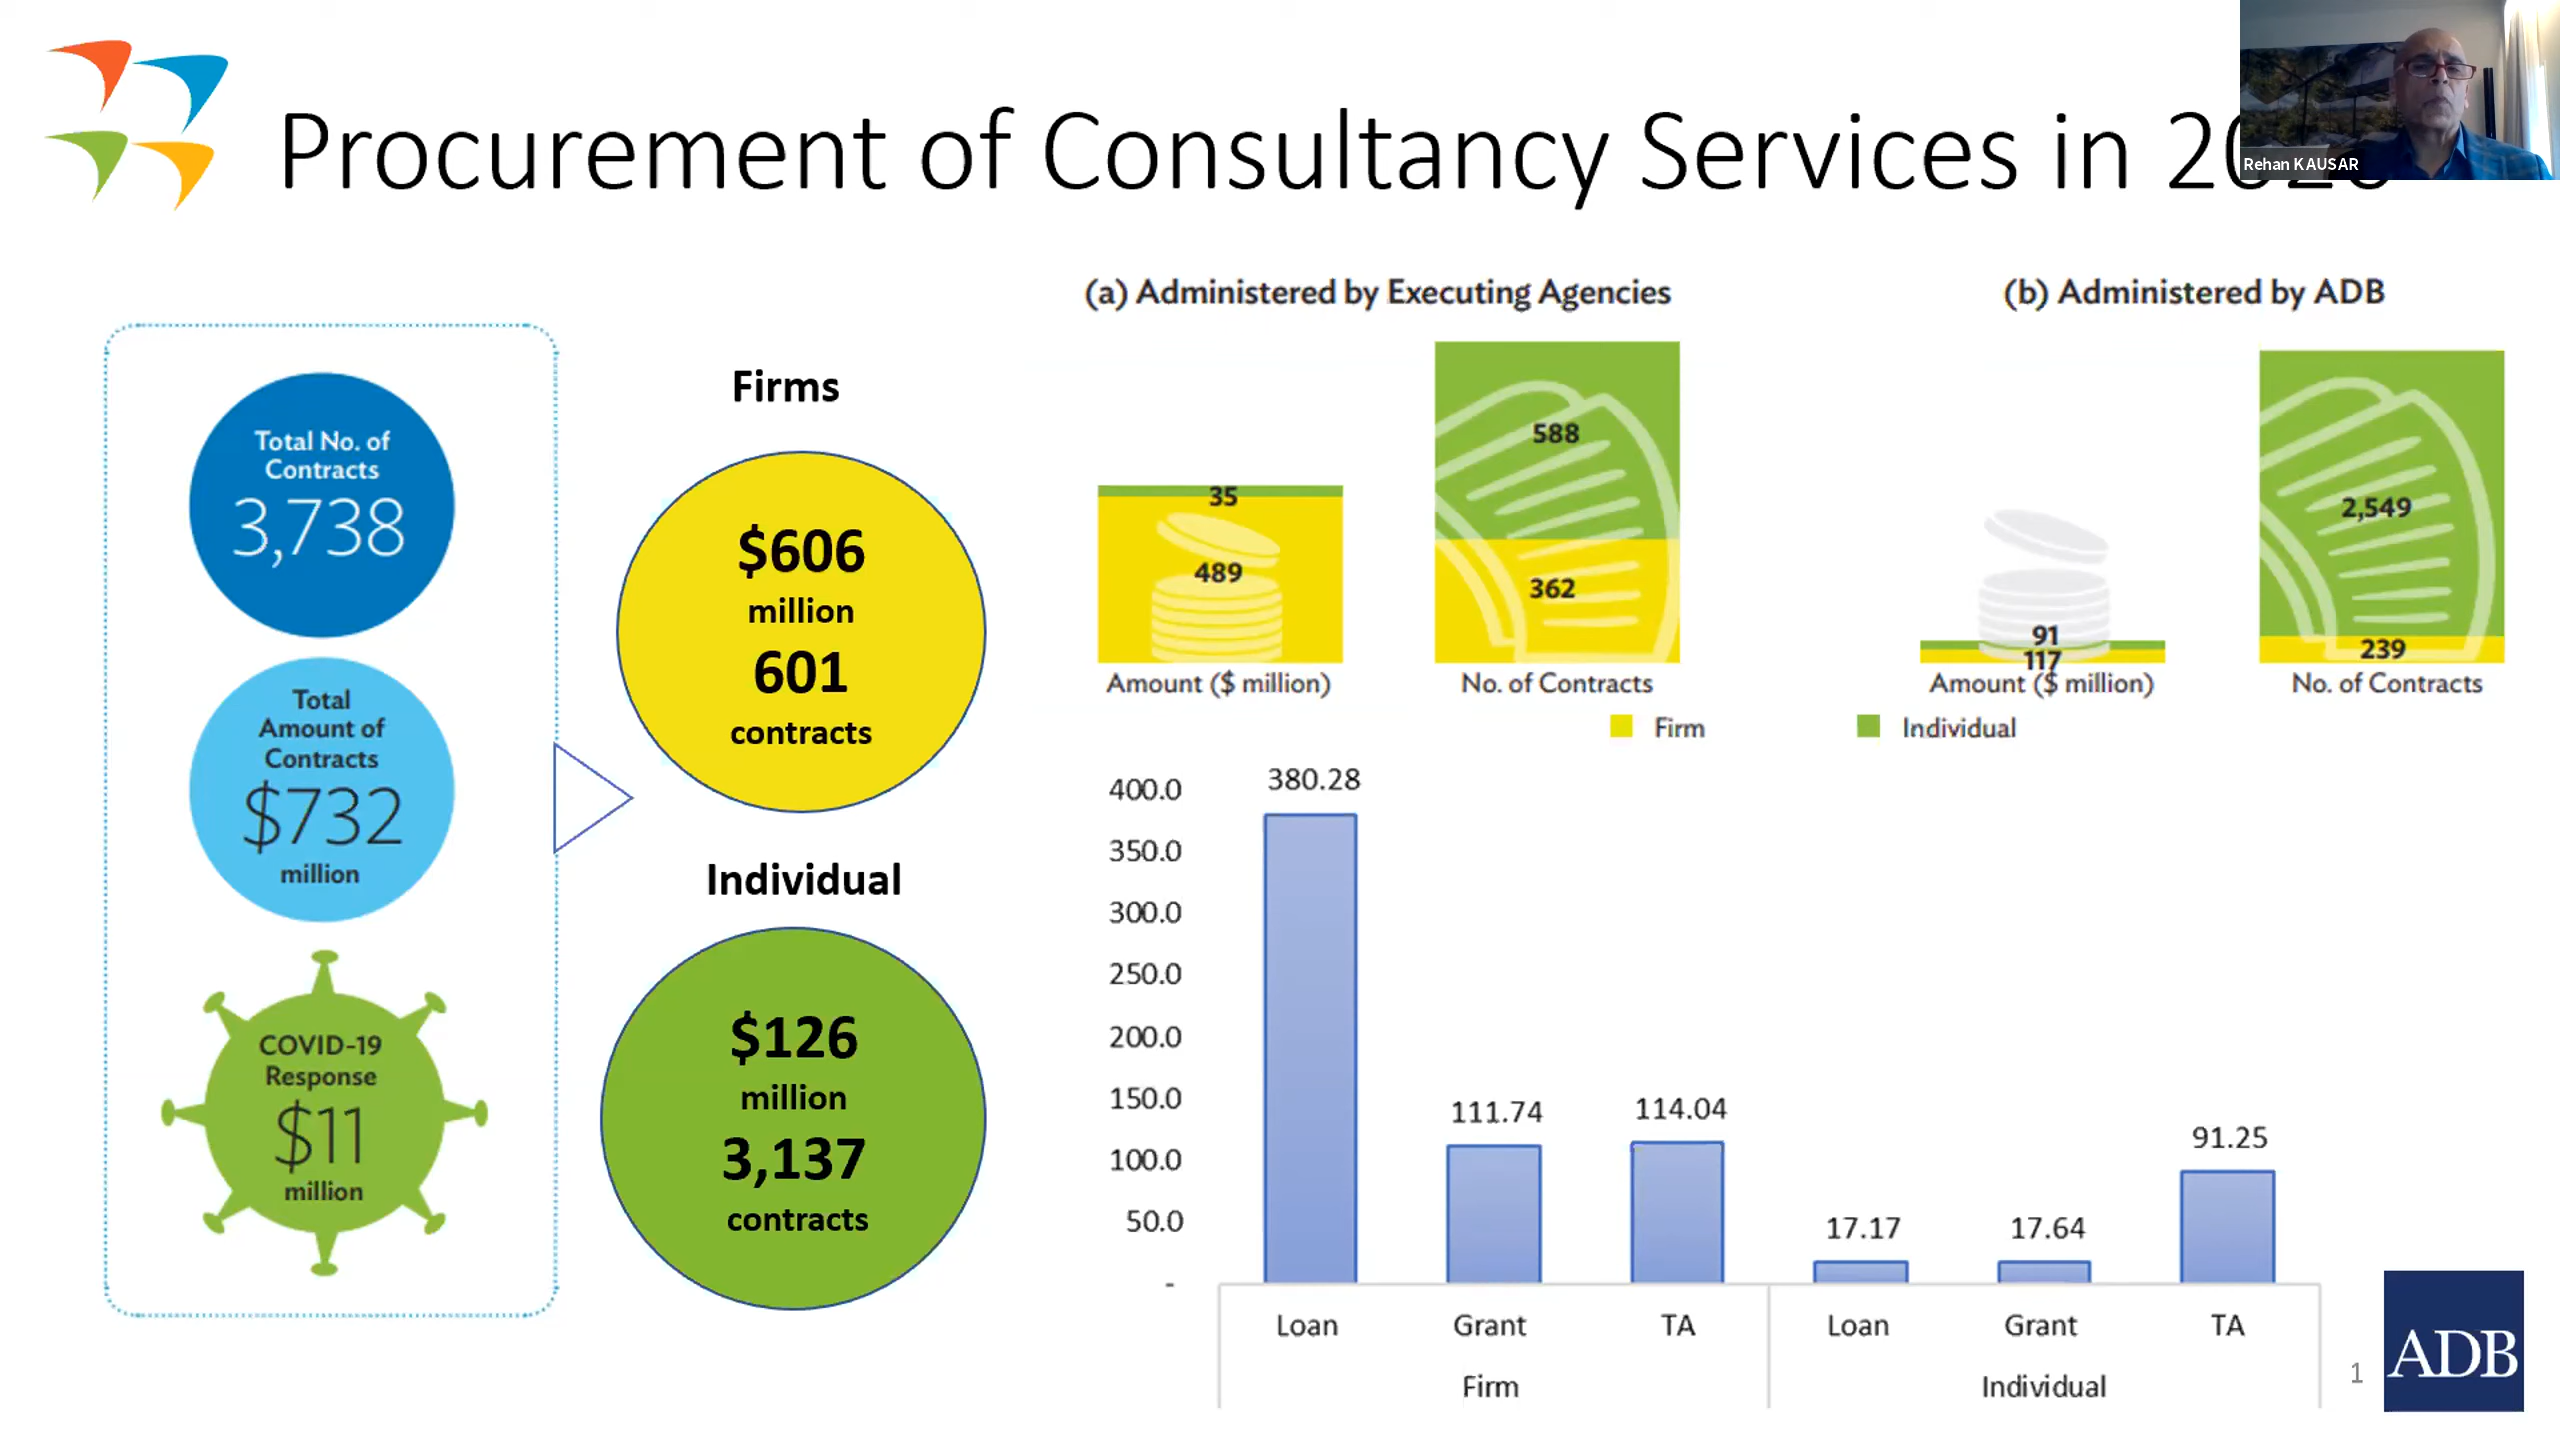 Procurement of Consultancy Services in
Rehan KAUSAR
Total No. of
Contracts
3,738
Total
Amount of
Contracts
$732
million
COVID-19
Response
$11
million
Firms
$606
million
601
contracts
Individual
$126
million
3,137
contracts
(a) Administered by Executing Agencies
35
489
Amount ($ million)
588
362
No. of Contracts
(b) Administered by ADB
91
117
Amount ($ million)
2,549
239
No. of Contracts
Firm
Individual
400.0
350.0
300.0
250.0
200.0
150.0
100.0
50.0
-
380.28
111.74
114.04
17.17
17.64
91.25
Loan
Grant
TA
Loan
Grant
TA
Firm
Individual
1
ADB